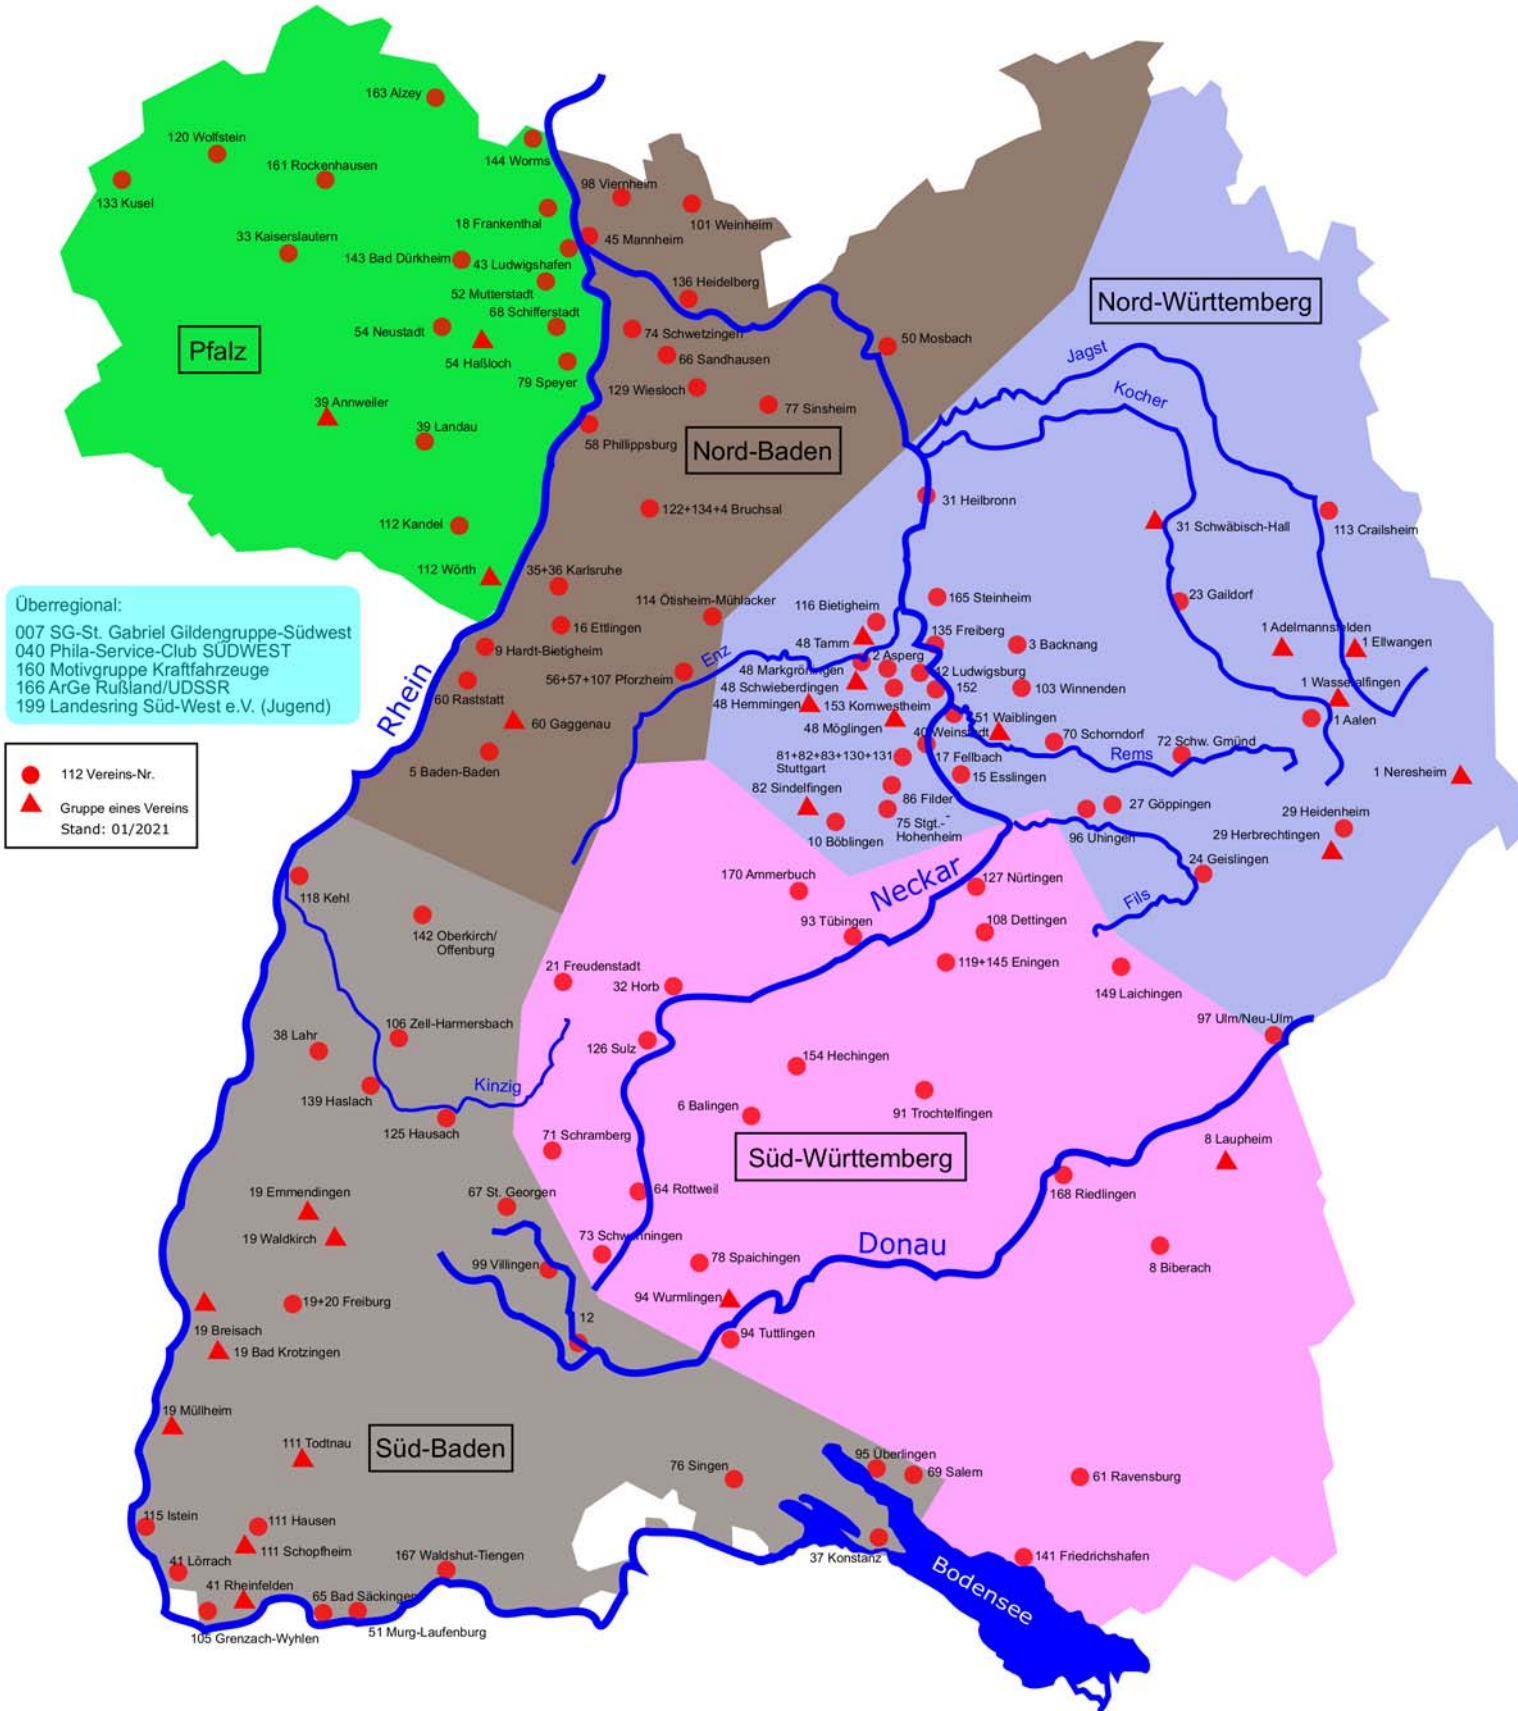 163 Alzey
120 Wolfstein
144 Worms
161 Rockenhausen
98 Viernheim
133 Kusel
18 Frankenthal
101 Weinheim
33 Kaiserslautern
45 Mannheim
143 Bad Dürkheim
43 Ludwigshafen
136 Heidelberg
52 Mutterstadt
Nord-Württemberg
68 Schifferstadt
54 Neustadt
74 Schwetzingen
50 Mosbach
Pfalz
54 Haßloch
66 Sandhausen
Jagst
79 Speyer
129 Wiesloch
Kocher
39 Annweiler
77 Sinsheim
39 Landau
58 Phillippsburg
Nord-Baden
31 Heilbronn
122+134+4 Bruchsal
112 Kandel
31 Schwäbisch-Hall
113 Crailsheim
112 Wörth
35+36 Karlsruhe
114 Ötisheim-Mühlacker
165 Steinheim
23 Gaildorf
Überregional:
007 SG-St. Gabriel Gildengruppe-Südwest
040 Phila-Service-Club SÜDWEST
160 Motivgruppe Kraftfahrzeuge
166 ArGe Rußland/UDSSR
199 Landesring Süd-West e.V. (Jugend)
116 Bietigheim
16 Ettlingen
1 Adelmannsfelden
135 Freiberg
48 Tamm
3 Backnang
1 Ellwangen
9 Hardt-Bietigheim
Enz
2 Asperg
48 Markgröningen
42 Ludwigsburg
56+57+107 Pforzheim
1 Wasseralfingen
48 Schwieberdingen
152
103 Winnenden
60 Raststatt
Rhein
48 Hemmingen
153 Kornwestheim
60 Gaggenau
51 Waiblingen
1 Aalen
48 Möglingen
40 Weinstadt
70 Schorndorf
72 Schw. Gmünd
Rems
5 Baden-Baden
81+82+83+130+131
Stuttgart
17 Fellbach
15 Esslingen
1 Neresheim
112 Vereins-Nr.
Gruppe eines Vereins
Stand: 01/2021
82 Sindelfingen
86 Filder
27 Göppingen
29 Heidenheim
75 Stgt.-
Hohenheim
10 Böblingen
96 Uhingen
29 Herbrechtingen
24 Geislingen
170 Ammerbuch
Neckar
127 Nürtingen
118 Kehl
Fils
93 Tübingen
108 Dettingen
142 Oberkirch/
Offenburg
119+145 Eningen
21 Freudenstadt
32 Horb
149 Laichingen
97 Ulm/Neu-Ulm
106 Zell-Harmersbach
38 Lahr
126 Sulz
154 Hechingen
Kinzig
139 Haslach
6 Balingen
91 Trochtelfingen
125 Hausach
71 Schramberg
8 Laupheim
Süd-Württemberg
64 Rottweil
168 Riedlingen
19 Emmendingen
67 St. Georgen
19 Waldkirch
73 Schwenningen
Donau
78 Spaichingen
99 Villingen
8 Biberach
94 Wurmlingen
19+20 Freiburg
12
19 Breisach
94 Tuttlingen
19 Bad Krotzingen
19 Müllheim
111 Todtnau
Süd-Baden
95 Überlingen
76 Singen
69 Salem
61 Ravensburg
115 Istein
111 Hausen
111 Schopfheim
167 Waldshut-Tiengen
37 Konstanz
141 Friedrichshafen
41 Lörrach
Bodensee
41 Rheinfelden
65 Bad Säckingen
51 Murg-Laufenburg
105 Grenzach-Wyhlen